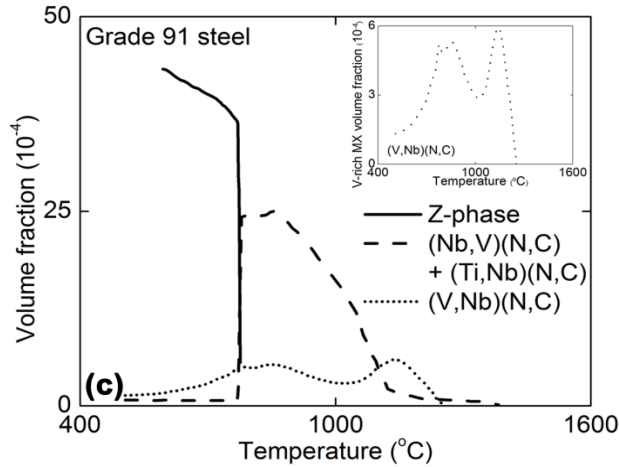 Grade 91 steel
Volume fraction (10⁻⁴)
50
25
0
V-rich MX volume fraction (10⁻⁴)
6
3
0
(V,Nb)(N,C)
400
1000
1600
Temperature (°C)
Z-phase
(Nb,V)(N,C)
+ (Ti,Nb)(N,C)
(V,Nb)(N,C)
(c)
400
1000
1600
Temperature (°C)